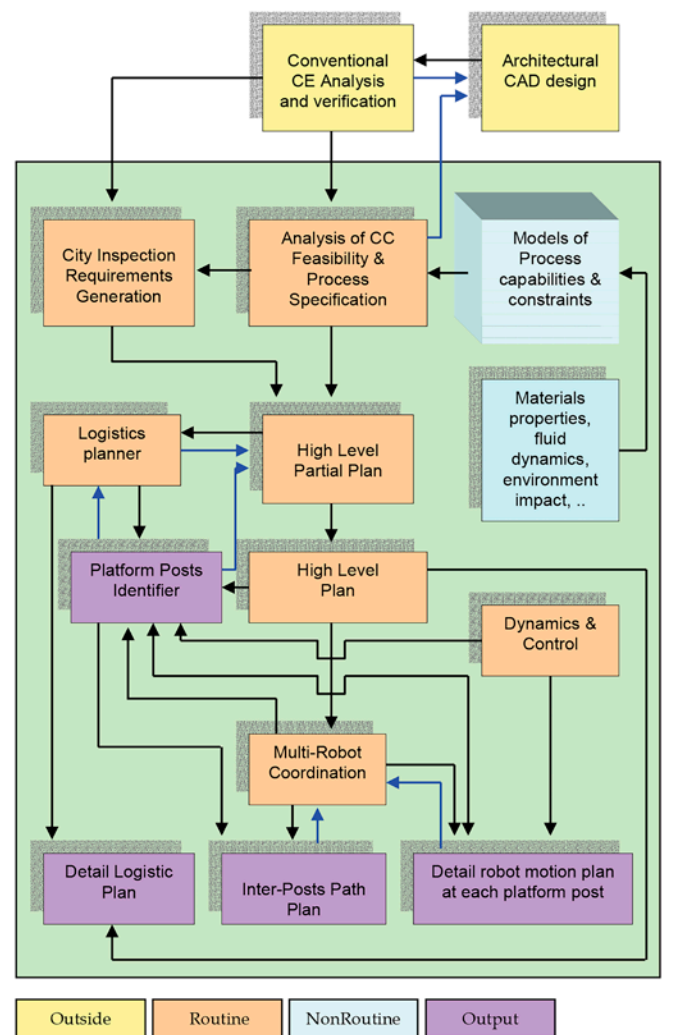 Conventional
CE Analysis
and verification
Architectural
CAD design
City Inspection
Requirements
Generation
Analysis of CC
Feasibility &
Process
Specification
Models of
Process
capabilities &
constraints
Materials
properties,
fluid
dynamics,
environment
impact, ..
Logistics
planner
High Level
Partial Plan
Platform Posts
Identifier
High Level
Plan
Dynamics &
Control
Multi-Robot
Coordination
Detail Logistic
Plan
Inter-Posts Path
Plan
Detail robot motion plan
at each platform post
Outside
Routine
NonRoutine
Output